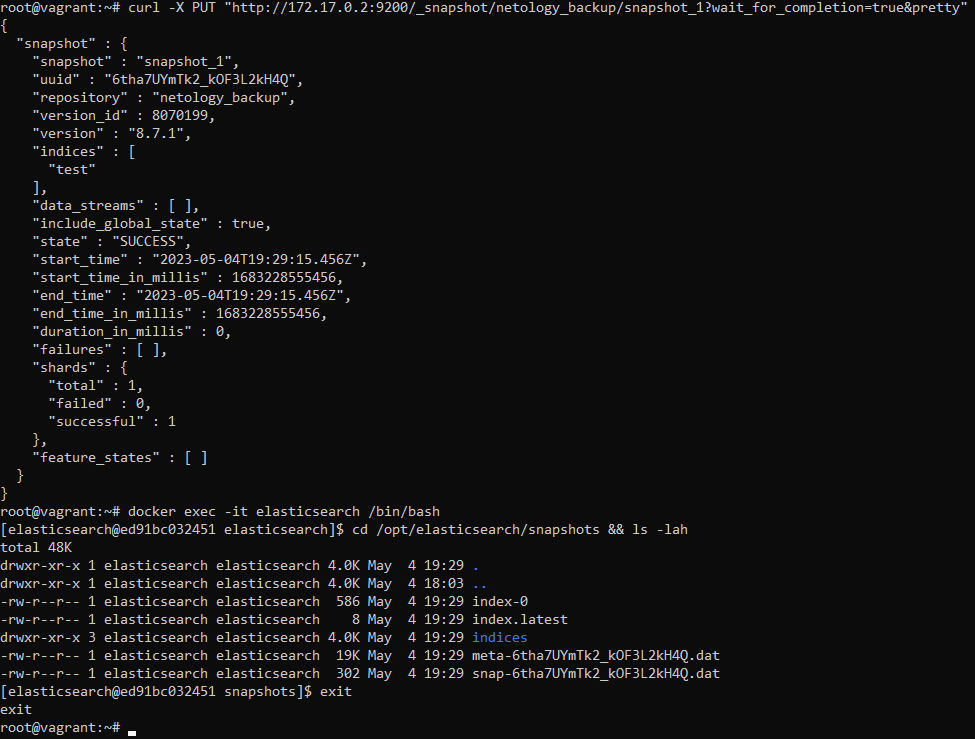 root@vagrant:~# curl -X PUT "http://172.17.0.2:9200/_snapshot/netology_backup/snapshot_1?wait_for_completion=true&pretty"
{
  "snapshot" : {
    "snapshot" : "snapshot_1",
    "uuid" : "6tha7UYmTk2_kOF3L2kH4Q",
    "repository" : "netology_backup",
    "version_id" : 8070199,
    "version" : "8.7.1",
    "indices" : [
      "test"
    ],
    "data_streams" : [ ],
    "include_global_state" : true,
    "state" : "SUCCESS",
    "start_time" : "2023-05-04T19:29:15.456Z",
    "start_time_in_millis" : 1683228555456,
    "end_time" : "2023-05-04T19:29:15.456Z",
    "end_time_in_millis" : 1683228555456,
    "duration_in_millis" : 0,
    "failures" : [ ],
    "shards" : {
      "total" : 1,
      "failed" : 0,
      "successful" : 1
    },
    "feature_states" : [ ]
  }
}
root@vagrant:~# docker exec -it elasticsearch /bin/bash
[elasticsearch@ed91bc032451 elasticsearch]$ cd /opt/elasticsearch/snapshots && ls -lah
total 48K
drwxr-xr-x 1 elasticsearch elasticsearch 4.0K May  4 19:29 .
drwxr-xr-x 1 elasticsearch elasticsearch 4.0K May  4 18:03 ..
-rw-r--r-- 1 elasticsearch elasticsearch  586 May  4 19:29 index-0
-rw-r--r-- 1 elasticsearch elasticsearch    8 May  4 19:29 index.latest
drwxr-xr-x 3 elasticsearch elasticsearch 4.0K May  4 19:29 indices
-rw-r--r-- 1 elasticsearch elasticsearch  19K May  4 19:29 meta-6tha7UYmTk2_kOF3L2kH4Q.dat
-rw-r--r-- 1 elasticsearch elasticsearch  302 May  4 19:29 snap-6tha7UYmTk2_kOF3L2kH4Q.dat
[elasticsearch@ed91bc032451 snapshots]$ exit
exit
root@vagrant:~#